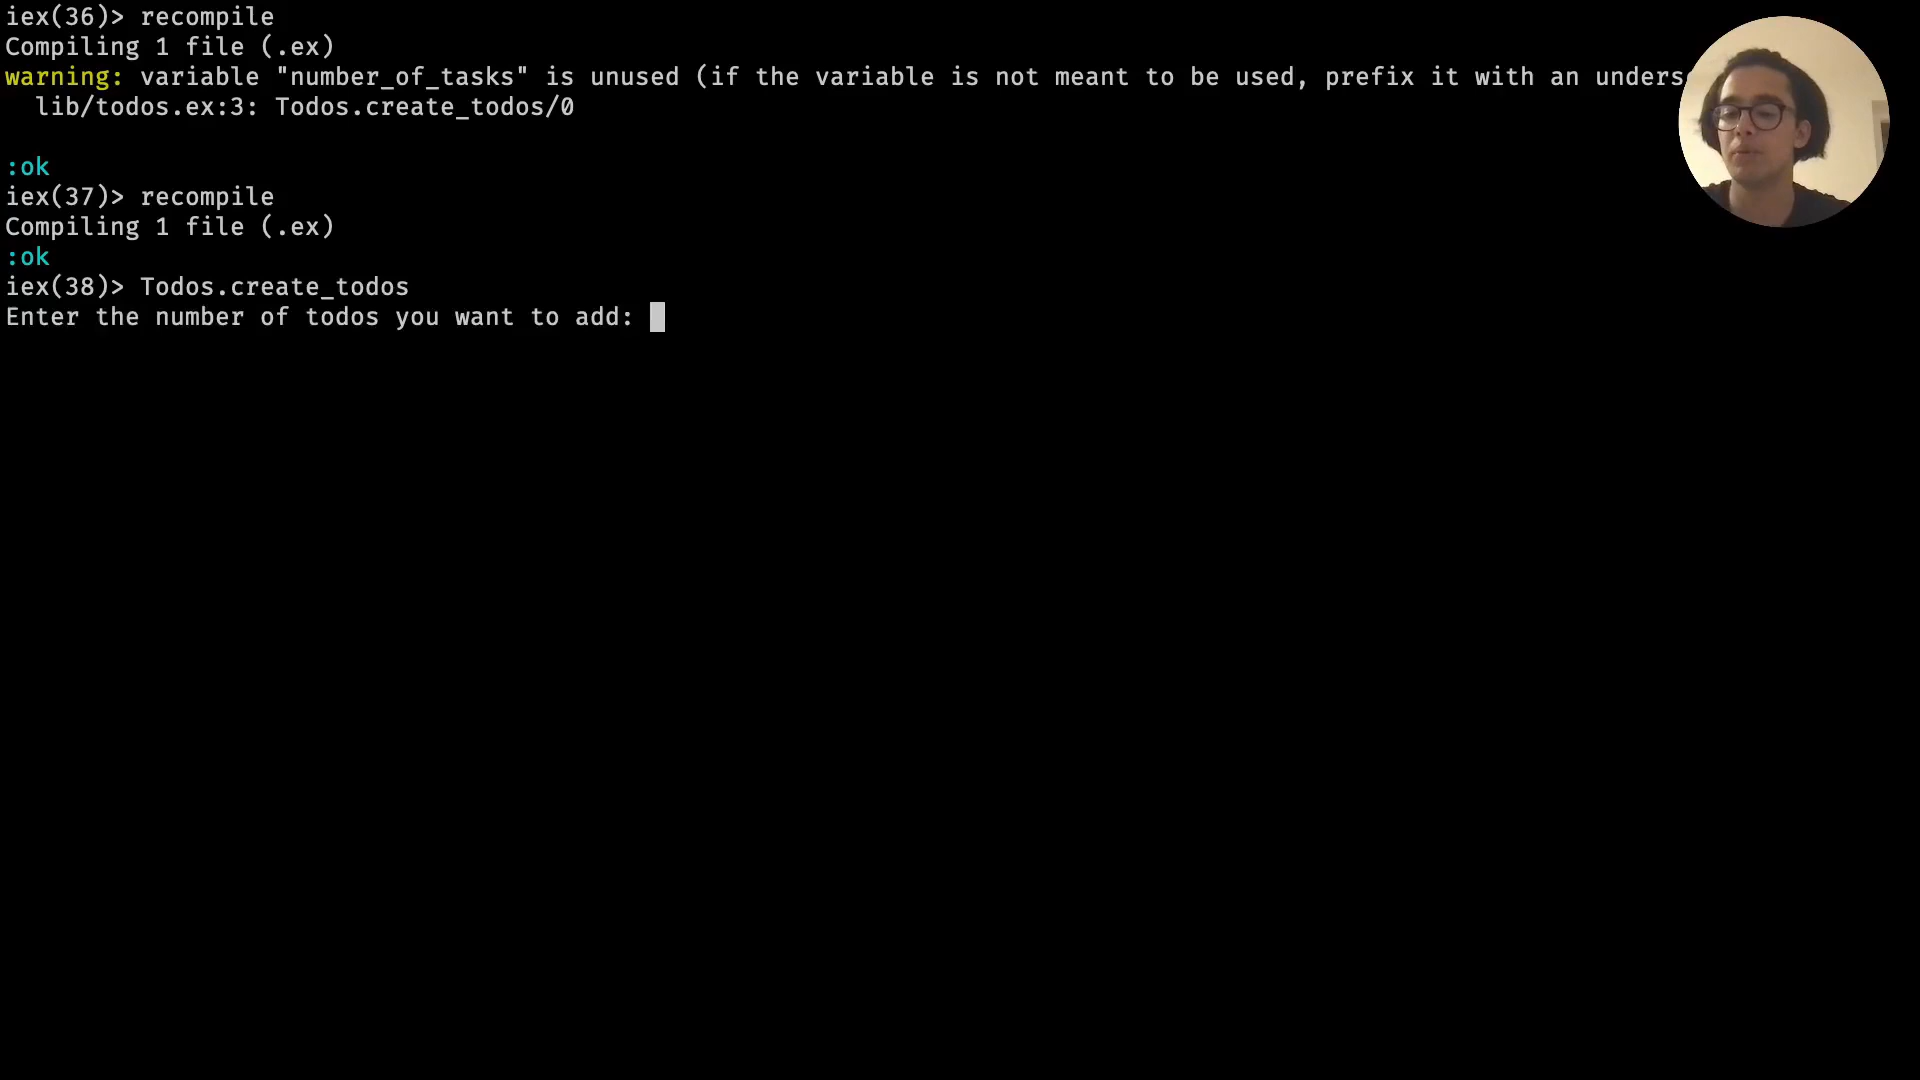 iex(36)> recompile
Compiling 1 file (.ex)
warning: variable "number_of_tasks" is unused (if the variable is not meant to be used, prefix it with an
lib/todos.ex:3: Todos.create_todos/0
:ok
iex(37)> recompile
Compiling 1 file (.ex)
:ok
iex(38)> Todos.create_todos
Enter the number of todos you want to add: